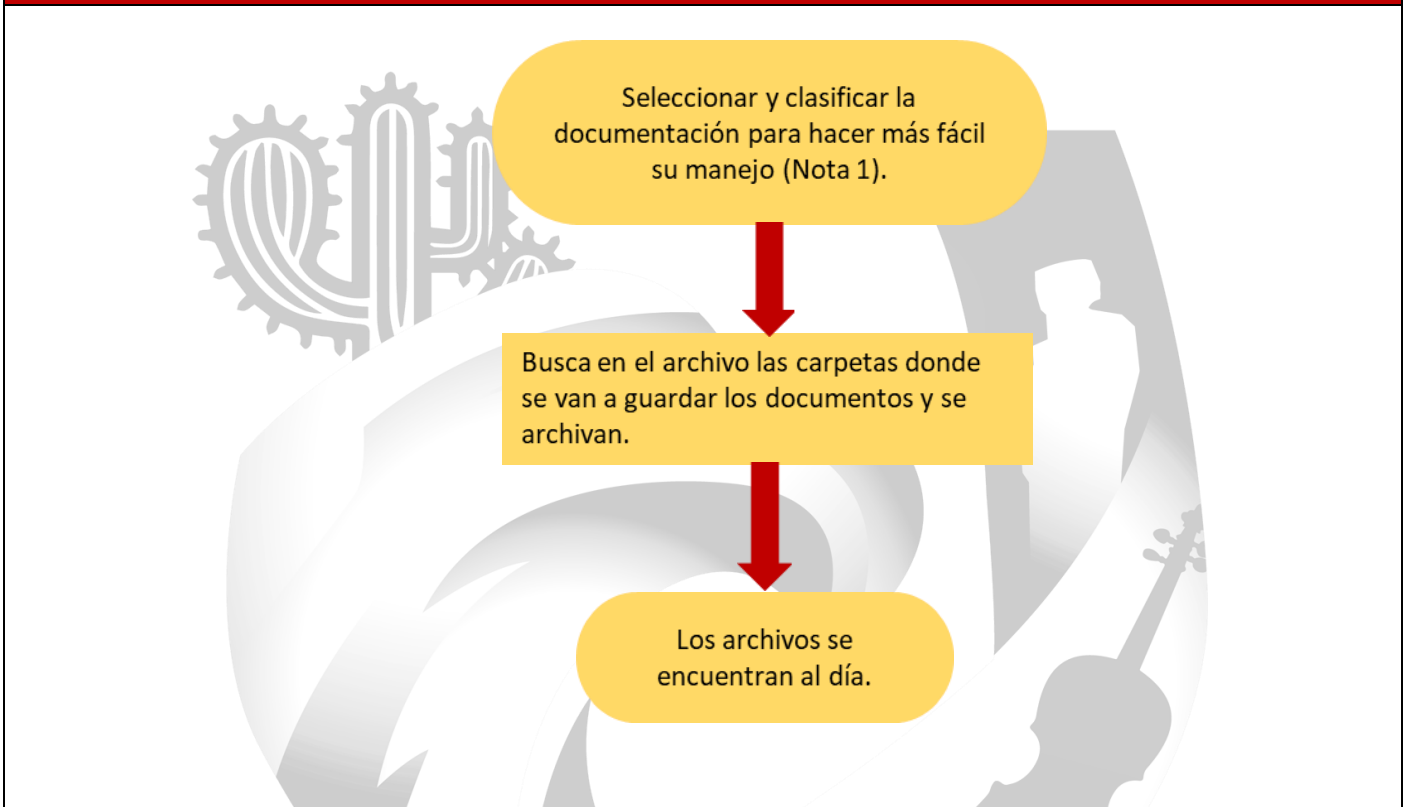 Seleccionar y clasificar la
documentación para hacer más fácil
su manejo (Nota 1).
Busca en el archivo las carpetas donde
se van a guardar los documentos y se
archivan.
Los archivos se
encuentran al día.